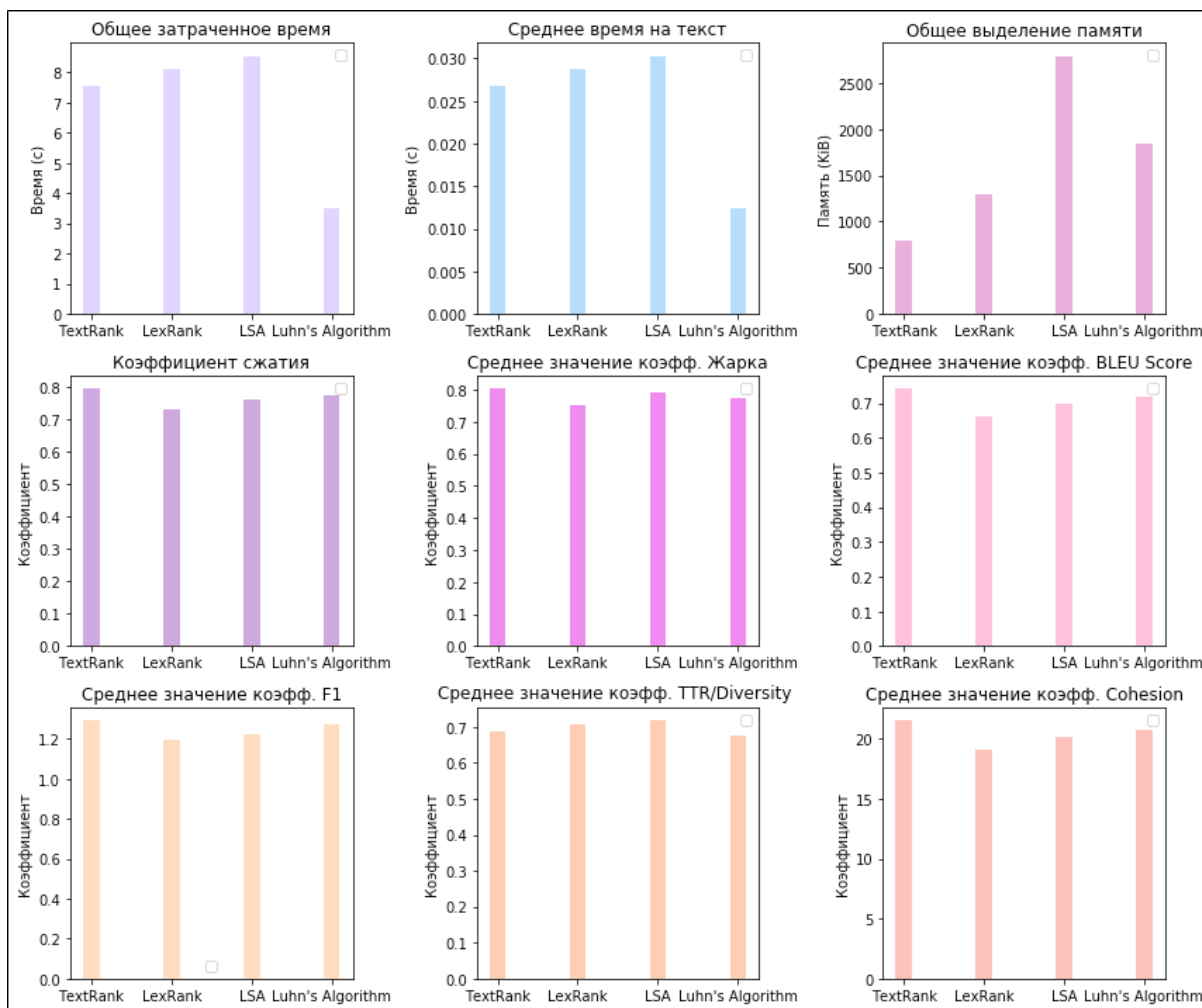 Общее затраченное время
Время (с)
8
7
6
5
4
3
2
1
0
TextRank LexRank LSA Luhn's Algorithm
Среднее время на текст
Время (с)
0.030
0.025
0.020
0.015
0.010
0.005
0.000
TextRank LexRank LSA Luhn's Algorithm
Общее выделение памяти
Память (KiB)
2500
2000
1500
1000
500
0
TextRank LexRank LSA Luhn's Algorithm
Коэффициент сжатия
Коэффициент
0.8
0.7
0.6
0.5
0.4
0.3
0.2
0.1
0.0
TextRank LexRank LSA Luhn's Algorithm
Среднее значение коэфф. Жарка
Коэффициент
0.8
0.7
0.6
0.5
0.4
0.3
0.2
0.1
0.0
TextRank LexRank LSA Luhn's Algorithm
Среднее значение коэфф. BLEU Score
Коэффициент
0.7
0.6
0.5
0.4
0.3
0.2
0.1
0.0
TextRank LexRank LSA Luhn's Algorithm
Среднее значение коэфф. F1
Коэффициент
1.2
1.0
0.8
0.6
0.4
0.2
0.0
TextRank LexRank LSA Luhn's Algorithm
Среднее значение коэфф. TTR/Diversity
Коэффициент
0.7
0.6
0.5
0.4
0.3
0.2
0.1
0.0
TextRank LexRank LSA Luhn's Algorithm
Среднее значение коэфф. Cohesion
Коэффициент
20
15
10
5
0
TextRank LexRank LSA Luhn's Algorithm